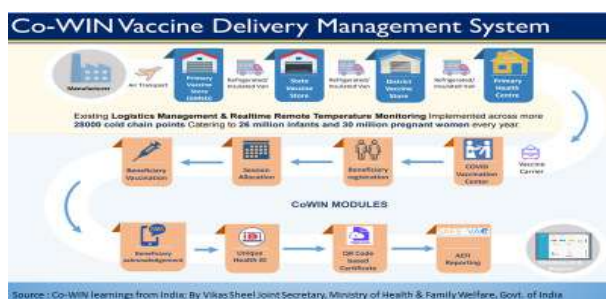 Co-WIN Vaccine Delivery Management System
Manufacturer
Air Transport
Primary
Vaccine
Store (GMSD)
Refrigerated/
Insulated Van
State
Vaccine
Store
Refrigerated/
Insulated Van
District
Vaccine
Store
Refrigerated/
Insulated Van
Primary
Health
Centre
Existing Logistics Management & Realtime Remote Temperature Monitoring Implemented across more
28000 cold chain points Catering to 26 million infants and 30 million pregnant women every year.
Beneficiary
Vaccination
Session
Allocation
Beneficiary
registration
COVID
Vaccination
Center
Vaccine
Carrier
COWIN MODULES
Beneficiary
acknowledgement
Unique
Health ID
QR Code
based
Certificate
AEFI
Reporting
Source : Co-WIN learnings from India: By Vikas Sheel Joint Secretary, Ministry of Health & Family Welfare, Govt. of India